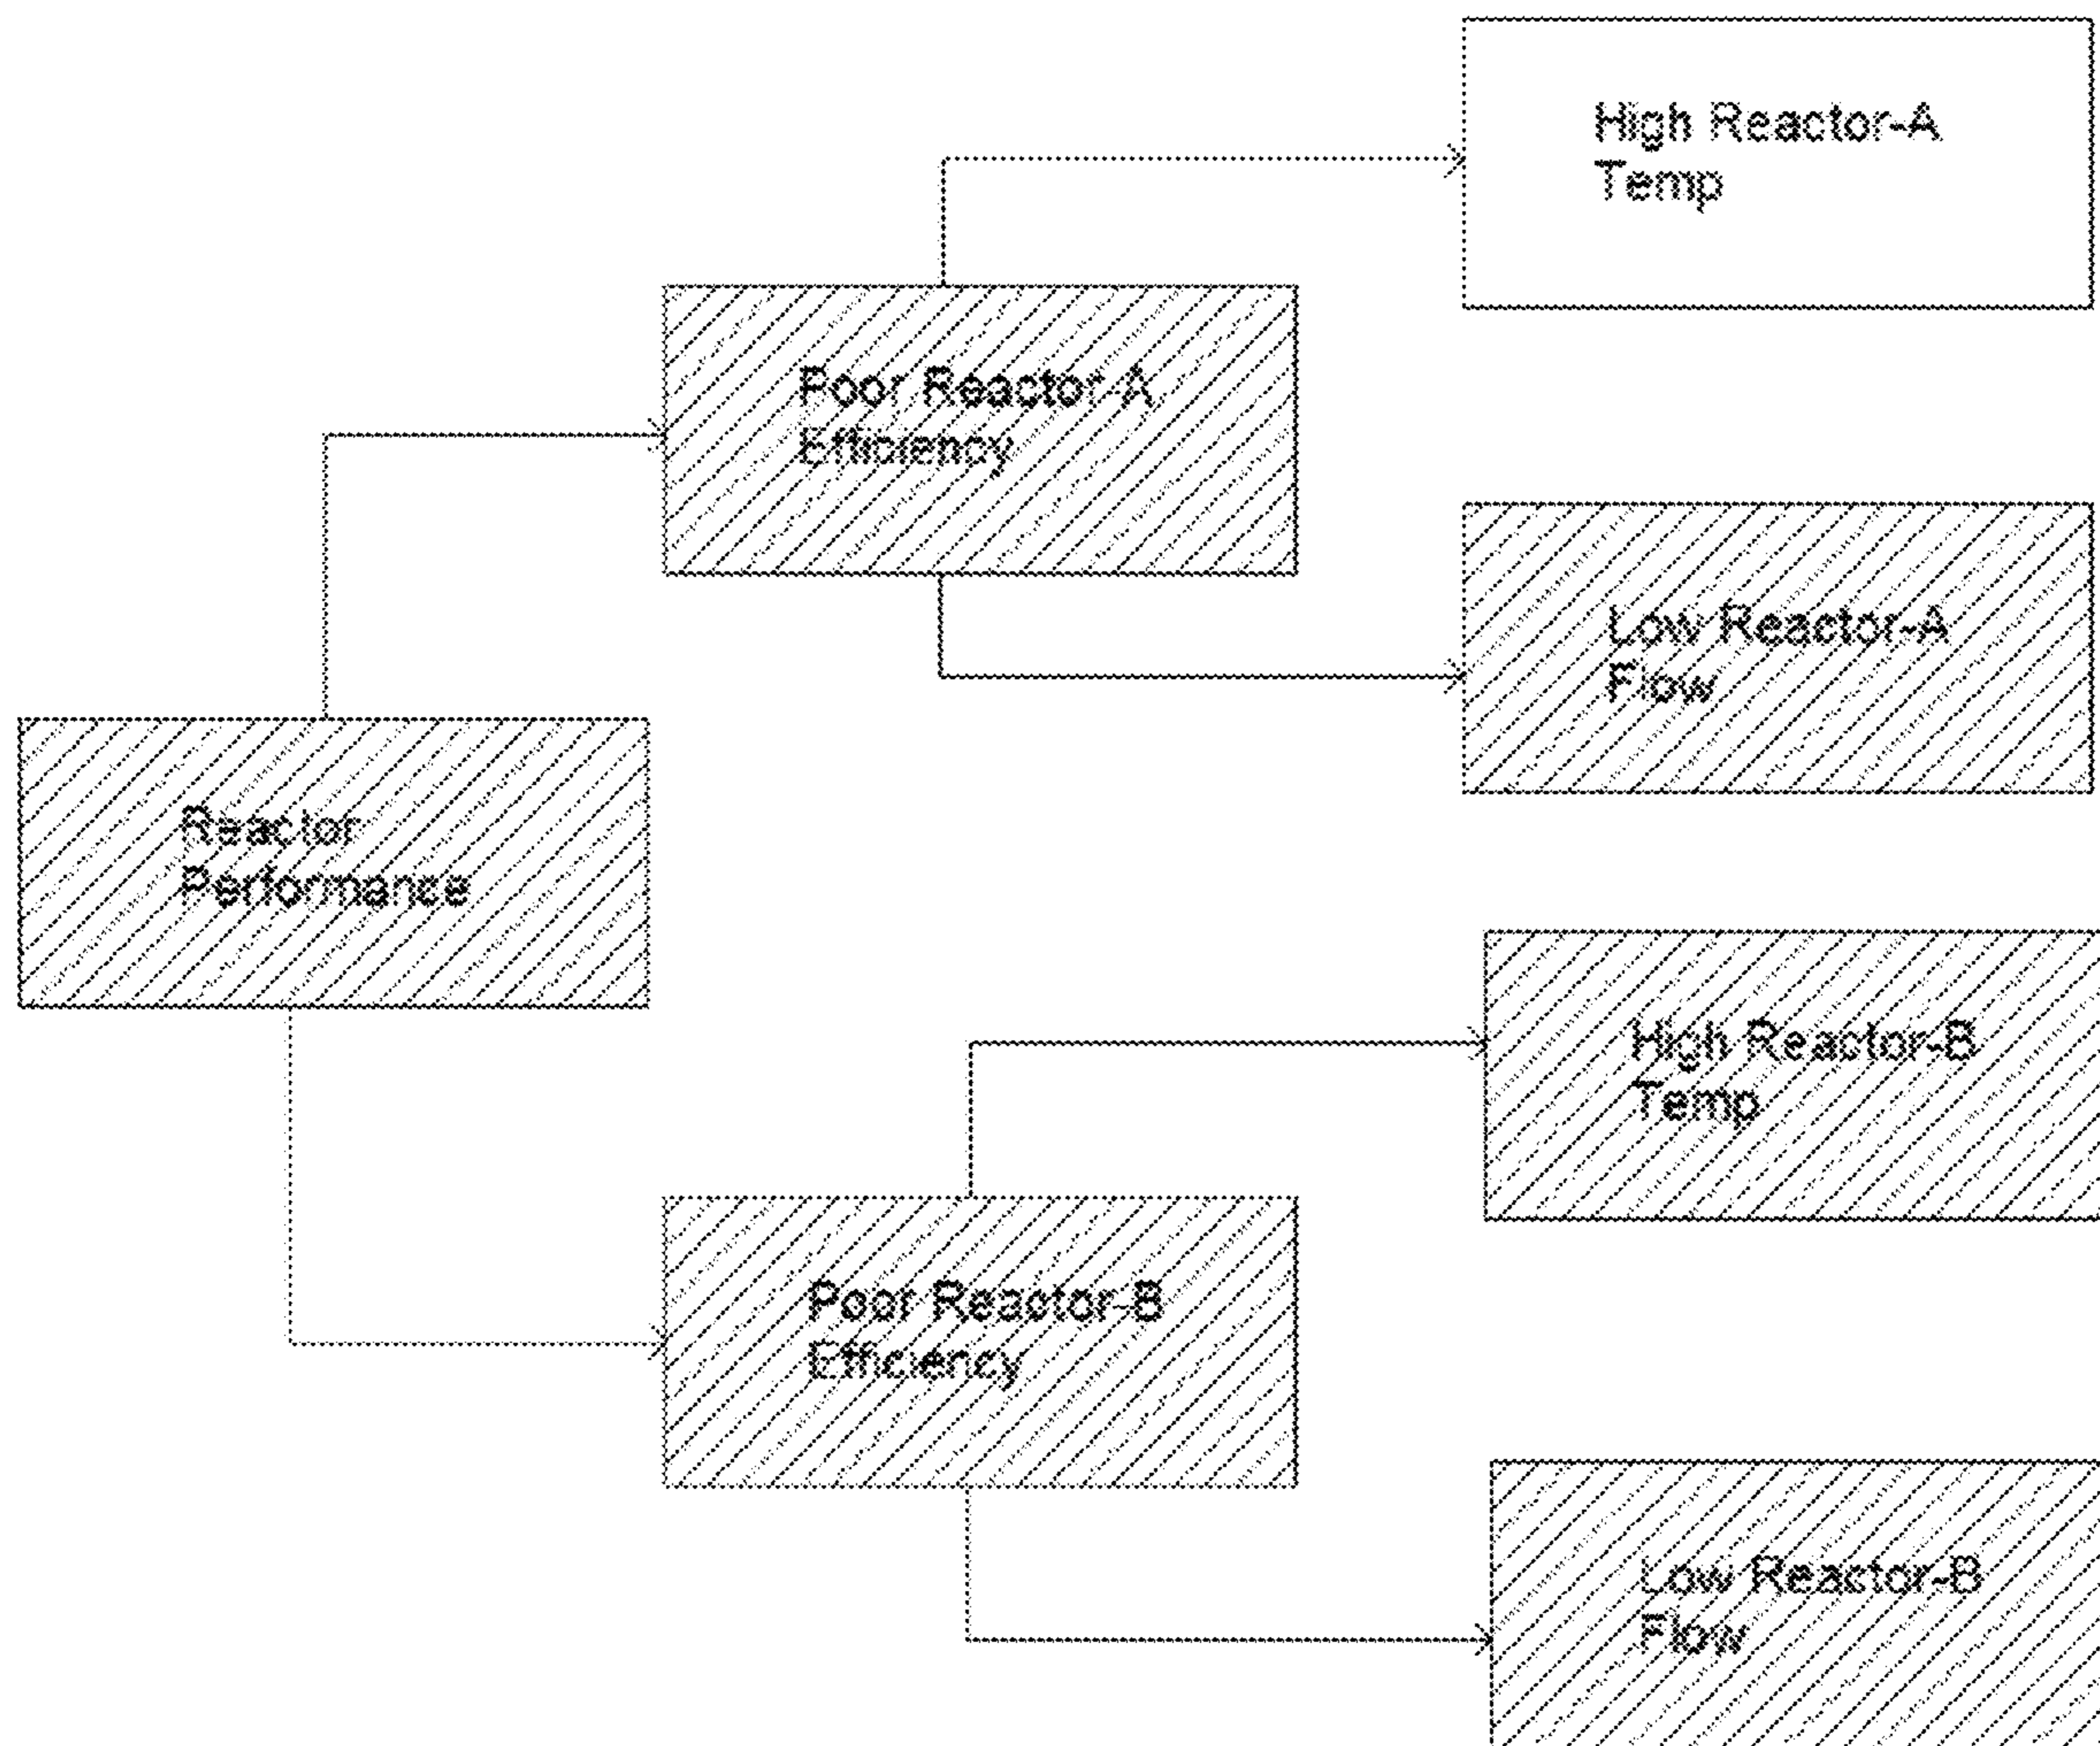 High Reactor-A
Temp
Poor Reactor-A
Efficiency
Low Reactor-A
Flow
Reactor
Performance
High Reactor-B
Temp
Poor Reactor-B
Efficiency
Low Reactor-B
Flow